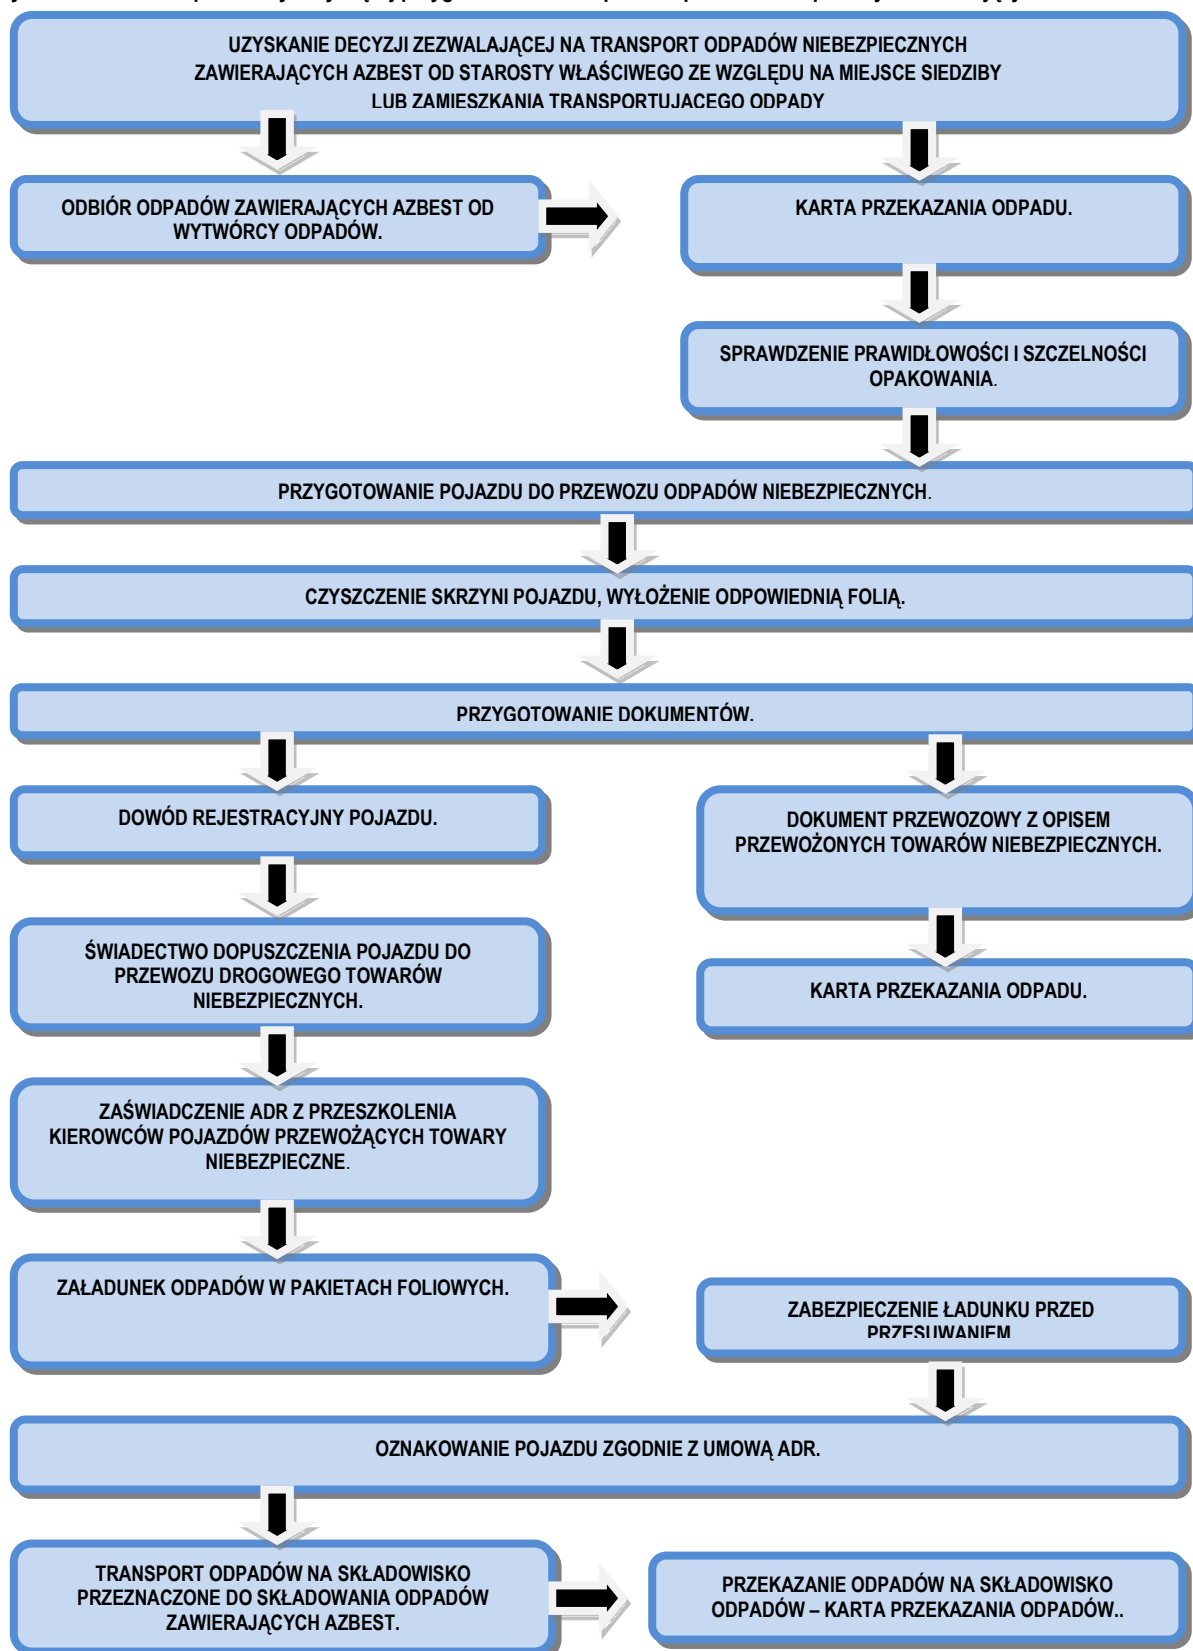 UZYSKANIE DECYZJI ZEZWALAJĄCEJ NA TRANSPORT ODPADÓW NIEBEZPIECZNYCH
ZAWIERAJĄCYCH AZBEST OD STAROSTY WŁAŚCIWEGO ZE WZGLĘDU NA MIEJSCE SIEDZIBY
LUB ZAMIESZKANIA TRANSPORTUJACEGO ODPADY
ODBIÓR ODPADÓW ZAWIERAJĄCYCH AZBEST OD
WYTWÓRCY ODPADÓW.
KARTA PRZEKAZANIA ODPADU.
SPRAWDZENIE PRAWIDŁOWOŚCI I SZCZELNOŚCI
OPAKOWANIA.
PRZYGOTOWANIE POJAZDU DO PRZEWOZU ODPADÓW NIEBEZPIECZNYCH.
CZYSZCZENIE SKRZYNI POJAZDU, WYŁOŻENIE ODPOWIEDNIĄ FOLIĄ.
PRZYGOTOWANIE DOKUMENTÓW.
DOWÓD REJESTRACYJNY POJAZDU.
DOKUMENT PRZEWOZOWY Z OPISEM
PRZEWOŻONYCH TOWARÓW NIEBEZPIECZNYCH.
ŚWIADECTWO DOPUSZCZENIA POJAZDU DO
PRZEWOZU DROGOWEGO TOWARÓW
NIEBEZPIECZNYCH.
KARTA PRZEKAZANIA ODPADU.
ZAŚWIADCZENIE ADR Z PRZESZKOLENIA
KIEROWCÓW POJAZDÓW PRZEWOŻĄCYCH TOWARY
NIEBEZPIECZNE.
ZAŁADUNEK ODPADÓW W PAKIETACH FOLIOWYCH.
ZABEZPIECZENIE ŁADUNKU PRZED
PRZESUWANIEM
OZNAKOWANIE POJAZDU ZGODNIE Z UMOWĄ ADR.
TRANSPORT ODPADÓW NA SKŁADOWISKO
PRZEZNACZONE DO SKŁADOWANIA ODPADÓW
ZAWIERAJĄCYCH AZBEST.
PRZEKAZANIE ODPADÓW NA SKŁADOWISKO
ODPADÓW – KARTA PRZEKAZANIA ODPADÓW..